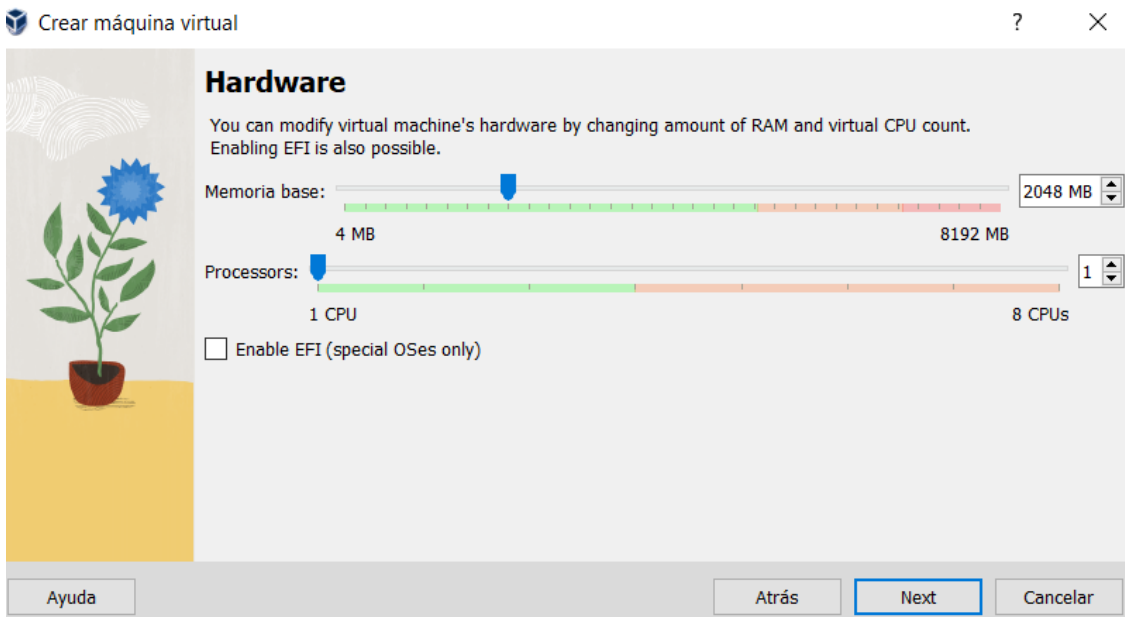 Crear máquina virtual
?
Hardware
You can modify virtual machine's hardware by changing amount of RAM and virtual CPU count.
Enabling EFI is also possible.
Memoria base: 2048 MB
4 MB 8192 MB
Processors: 1
1 CPU 8 CPUs
Enable EFI (special OSes only)
Ayuda Atrás Next Cancelar